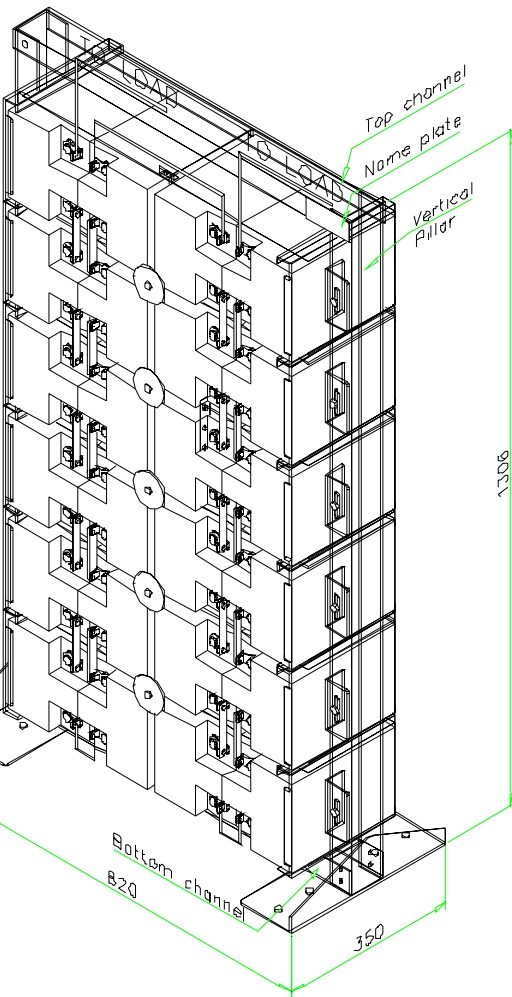 TO LOAD
TO LOAD
Top channel
Name plate
Vertical
Pillar
1306
Bottom channel
820
350